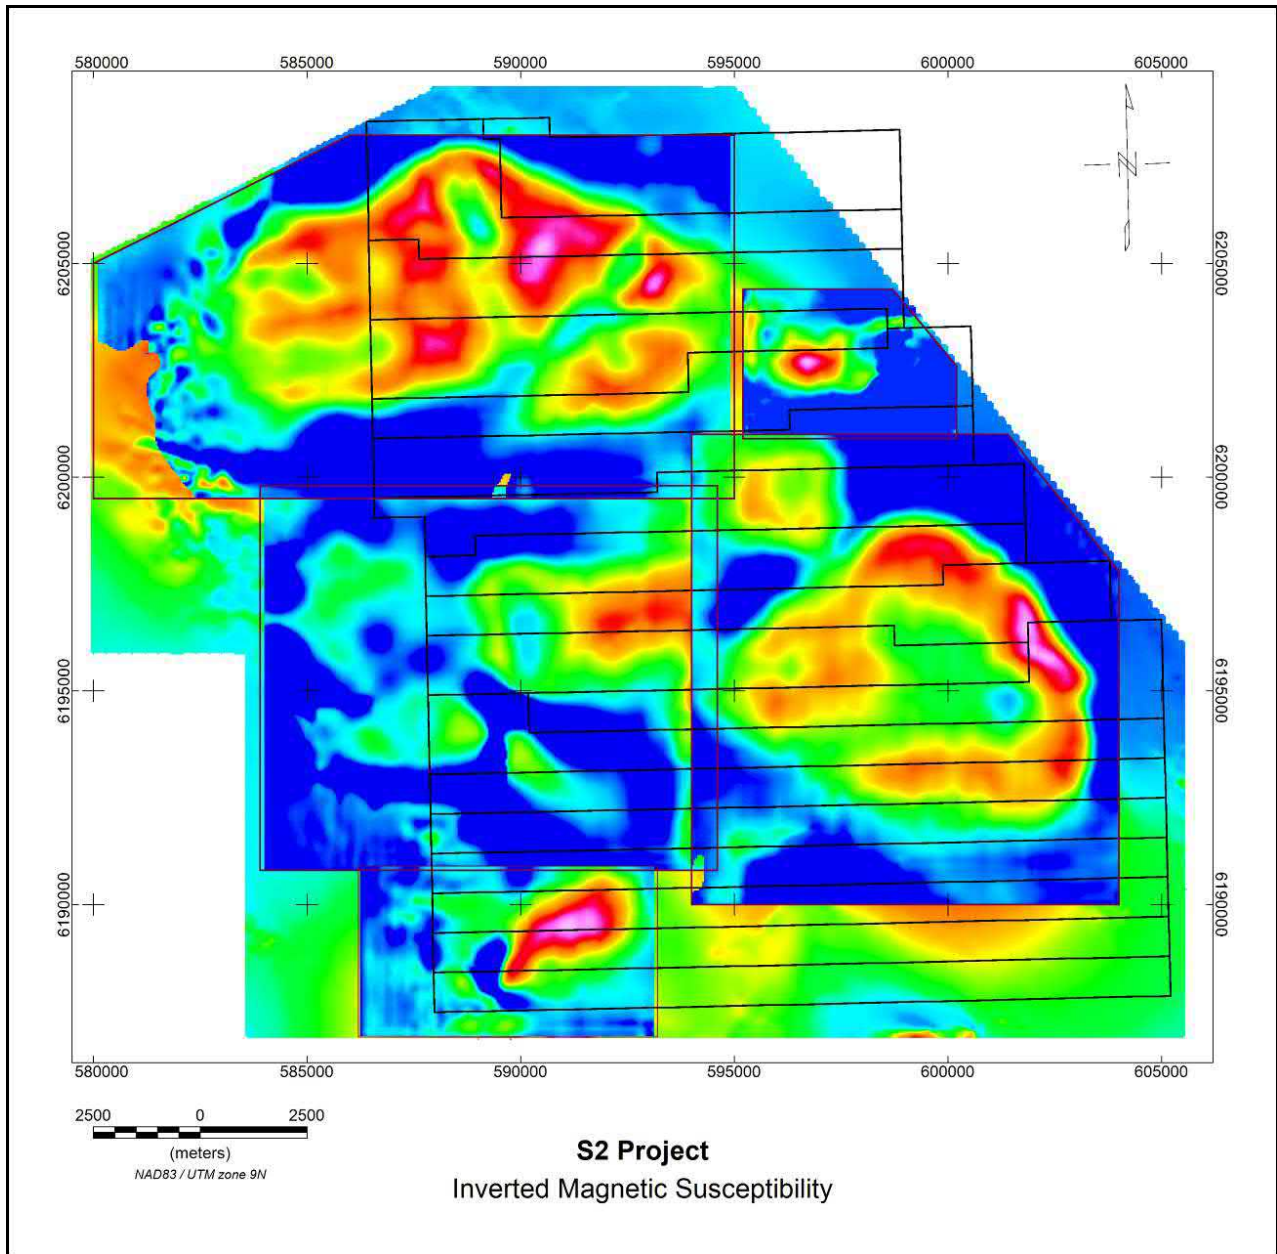 580000 585000 590000 595000 600000 605000
6205000 6205000
6200000 6200000
6195000 6195000
6190000 6190000
580000 585000 590000 595000 600000 605000
2500 0 2500
(meters)
NAD83 / UTM zone 9N
S2 Project
Inverted Magnetic Susceptibility